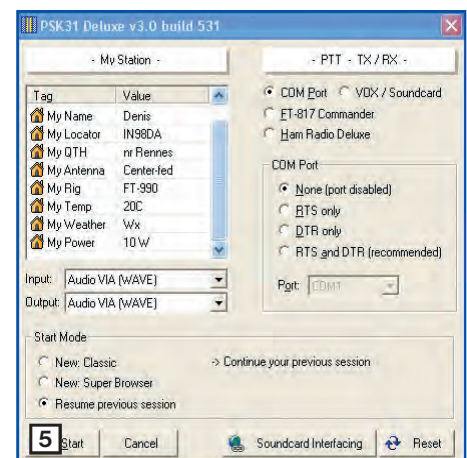 PSK31 Deluxe v3.0 build 531
- My Station -
Tag Value
My Name Denis
My Locator IN98DA
My QTH nr Rennes
My Antenna Center-fed
My Rig FT-990
My Temp 20C
My Weather Wx
My Power 10 W
Input: Audio VIA (WAVE)
Output: Audio VIA (WAVE)
- PTT - TX / RX -
COM Port VOX / Soundcard
FT-817 Commander
Ham Radio Deluxe
COM Port
None (port disabled)
RTS only
DTR only
RTS and DTR (recommended)
Port: COM1
Start Mode
New: Classic
New: Super Browser
Resume previous session
-> Continue your previous session
5
Start Cancel Soundcard Interfacing Reset